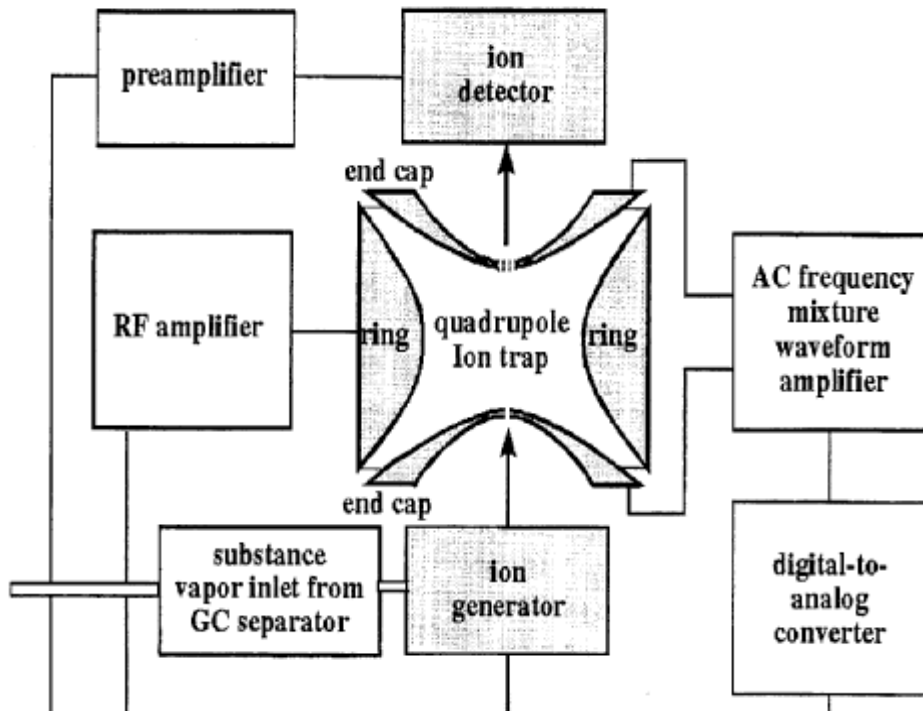 preamplifier
ion
detector
end cap
RF amplifier
ring
quadrupole
Ion trap
ring
AC frequency
mixture
waveform
amplifier
end cap
substance
vapor inlet from
GC separator
ion
generator
digital-to-
analog
converter